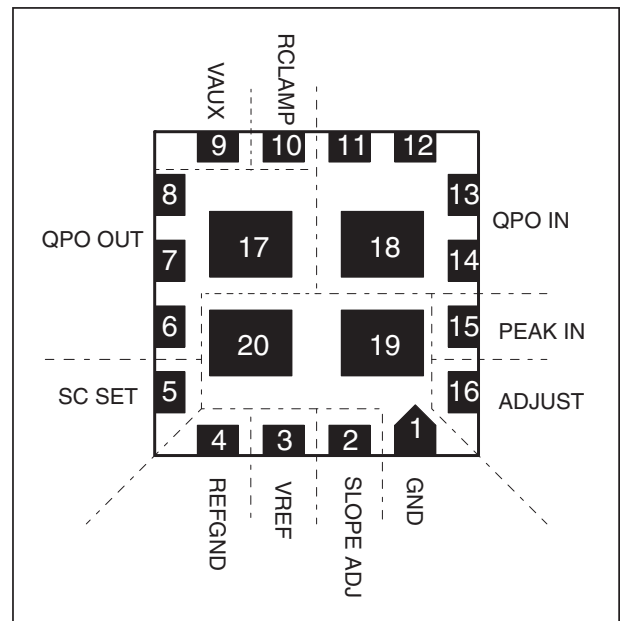 VAUX
RCLAMP
9
10
11
12
8
13
QPO OUT
17
18
QPO IN
7
14
6
20
19
15
PEAK IN
SC SET
5
16
ADJUST
4
3
2
1
REFGND
VREF
SLOPE ADJ
GND